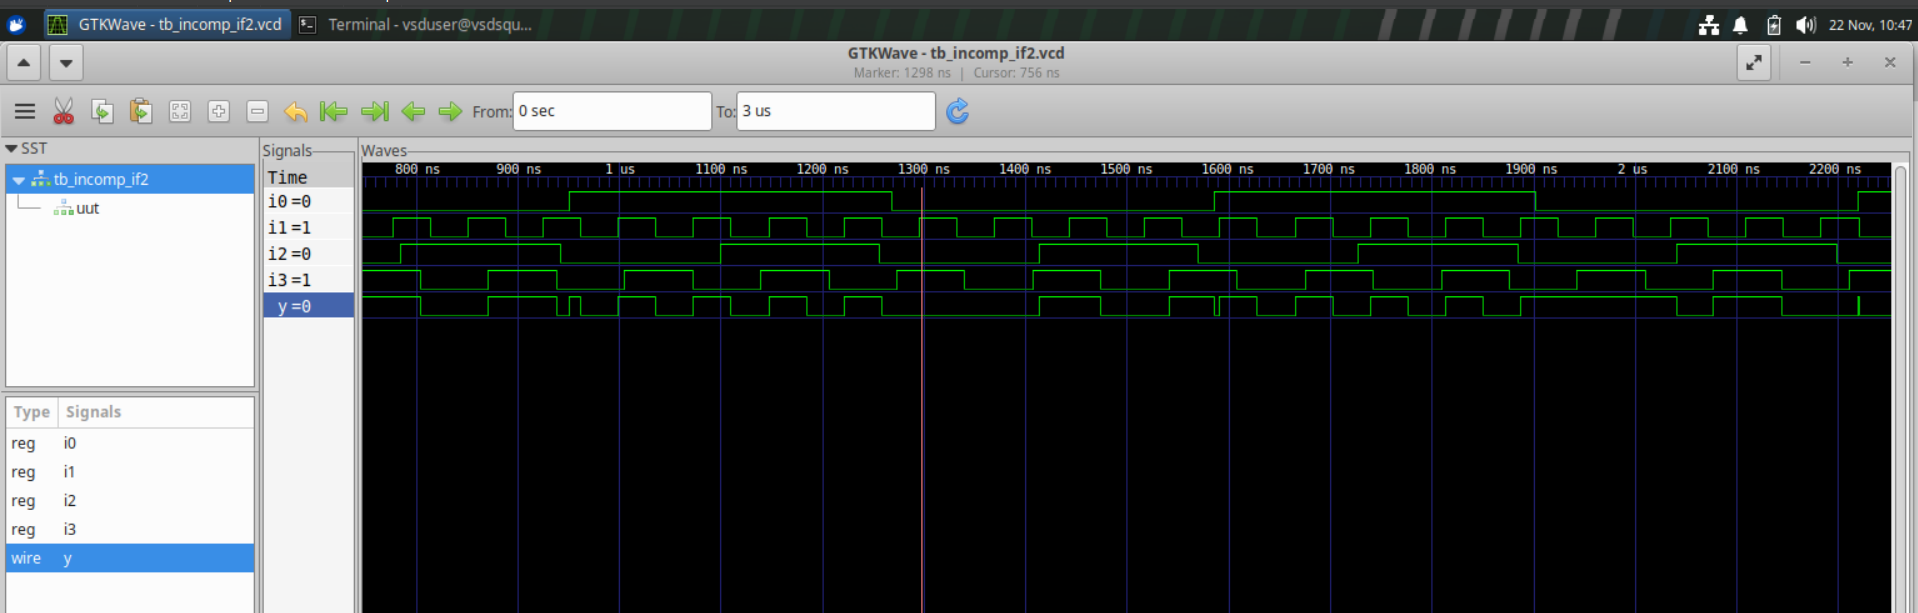 GTKWave - tb_incomp_if2.vcd
Terminal - vsduser@vsdsqu...
22 Nov, 10:47
GTKWave - tb_incomp_if2.vcd
Marker: 1298 ns | Cursor: 756 ns
From: 0 sec To: 3 us
SST
tb_incomp_if2
uut
Type Signals
reg i0
reg i1
reg i2
reg i3
wire y
Signals
Time
i0=0
i1=1
i2=0
i3=1
y=0
Waves
800 ns 900 ns 1 us 1100 ns 1200 ns 1300 ns 1400 ns 1500 ns 1600 ns 1700 ns 1800 ns 1900 ns 2 us 2100 ns 2200 ns